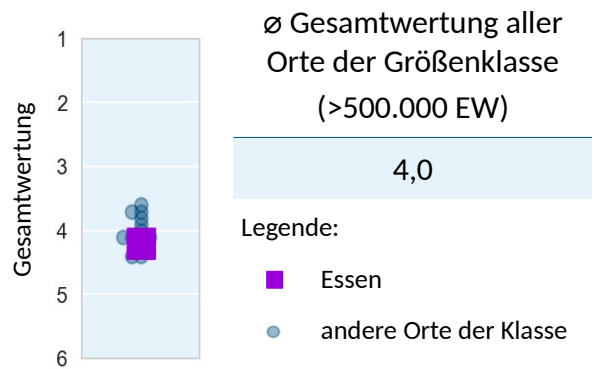 Gesamtwertung
1
2
3
4
5
6
⌀ Gesamtwertung aller
Orte der Größenklasse
(>500.000 EW)
4,0
Legende:
Essen
andere Orte der Klasse